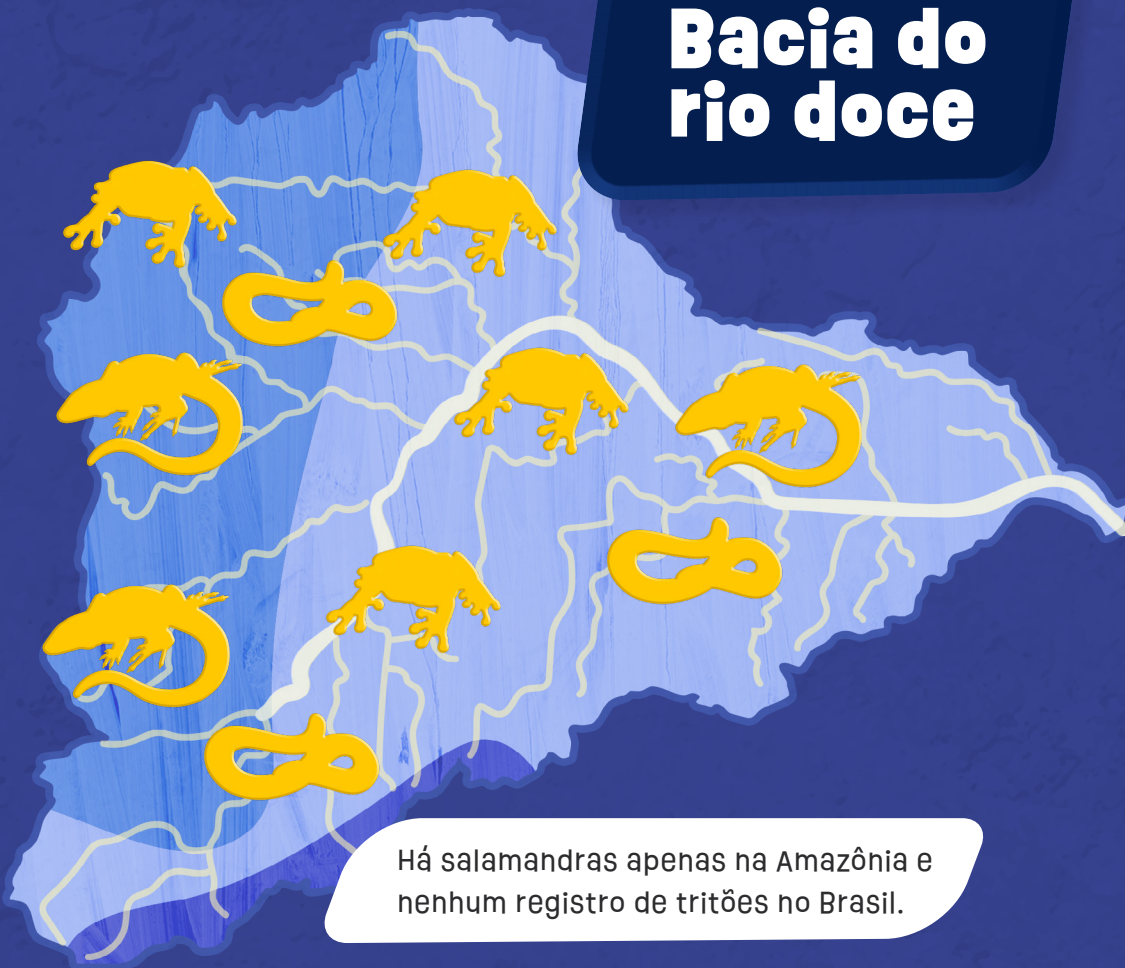 Bacia do
rio doce
Há salamandras apenas na Amazônia e
nenhum registro de tritões no Brasil.